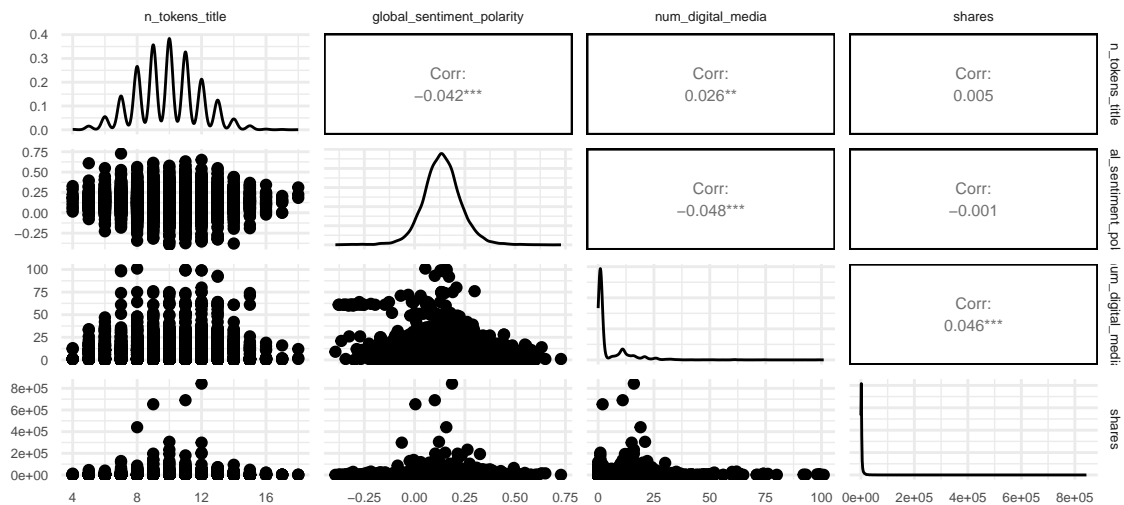 n_tokens_title global_sentiment_polarity num_digital_media shares
0.4
0.3
0.2
0.1
0.0
Corr:
−0.042***
Corr:
0.026**
Corr:
0.005
n_tokens_title
0.75
0.50
0.25
0.00
−0.25
Corr:
−0.048***
Corr:
−0.001
al_sentiment_pol
100
75
50
25
0
Corr:
0.046***
um_digital_medi
8e+05
6e+05
4e+05
2e+05
0e+00
shares
4 8 12 16 −0.25 0.00 0.25 0.50 0.75 0 25 50 75 100 0e+00 2e+05 4e+05 6e+05 8e+05